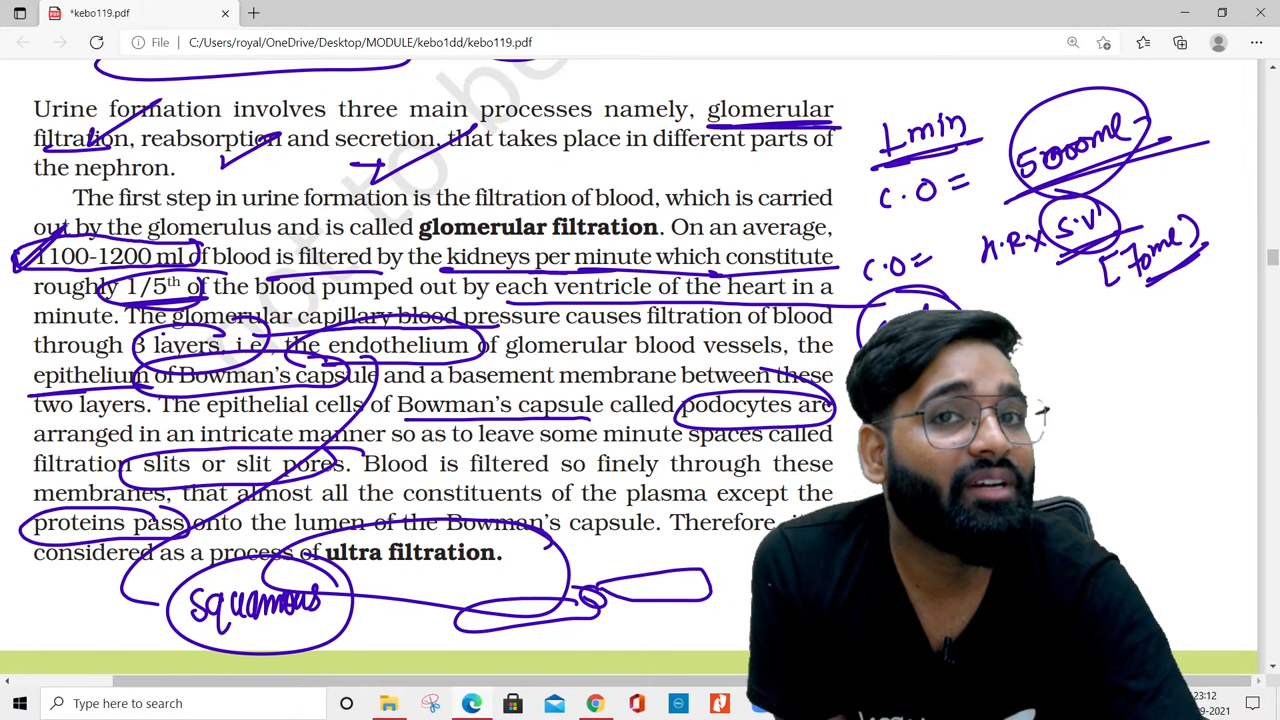 *kebo119.pdf
File
C:/Users/royal/OneDrive/Desktop/MODULE/kebo1dd/kebo119.pdf
Urine formation involves three main processes namely, glomerular
filtration, reabsorption and secretion, that takes place in different parts of
the nephron.
The first step in urine formation is the filtration of blood, which is carried
out by the glomerulus and is called glomerular filtration. On an average,
1100-1200 ml of blood is filtered by the kidneys per minute which constitute
roughly 1/5th of the blood pumped out by each ventricle of the heart in a
minute. The glomerular capillary blood pressure causes filtration of blood
through 3 layers, i.e., the endothelium of glomerular blood vessels, the
epithelium of Bowman's capsule and a basement membrane between these
two layers. The epithelial cells of Bowman's capsule called podocytes are
arranged in an intricate manner so as to leave some minute spaces called
filtration slits or slit pores. Blood is filtered so finely through these
membranes, that almost all the constituents of the plasma except the
proteins pass onto the lumen of the Bowman's capsule. Therefore,
considered as a process of ultra filtration.
1 min
C.O = 5000ml
C.O = H.R x S.V
[70ml]
squamous
not to be
Type here to search
23:12
09-2021